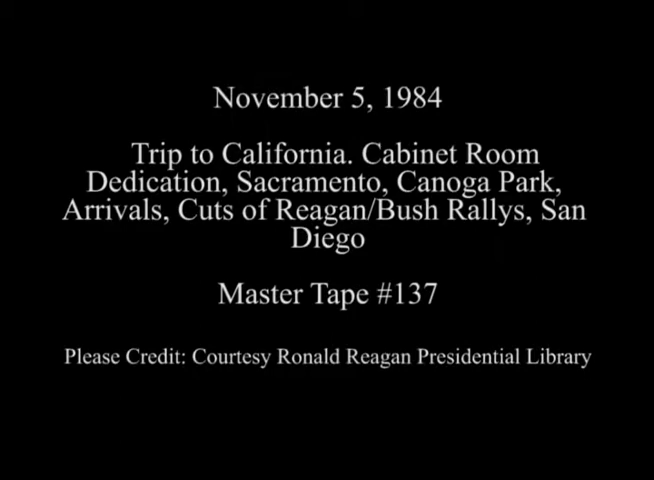 November 5, 1984
Trip to California. Cabinet Room
Dedication, Sacramento, Canoga Park,
Arrivals, Cuts of Reagan/Bush Rallys, San
Diego
Master Tape #137
Please Credit: Courtesy Ronald Reagan Presidential Library